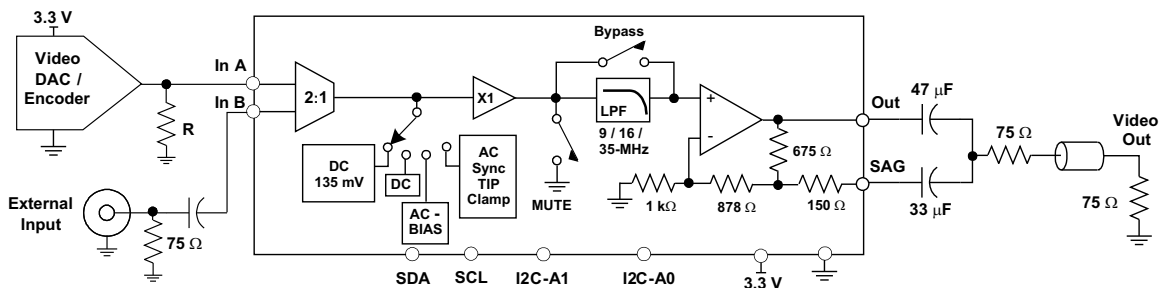 3.3 V
Video
DAC /
Encoder
In A
In B
R
External
Input
75 Ω
2:1
DC
135 mV
DC
AC -
BIAS
AC
Sync
TIP
Clamp
X1
MUTE
Bypass
LPF
9 / 16 /
35-MHz
+
-
1 kΩ
878 Ω
675 Ω
150 Ω
Out
SAG
47 µF
33 µF
75 Ω
Video
Out
75 Ω
SDA
SCL
I2C-A1
I2C-A0
3.3 V